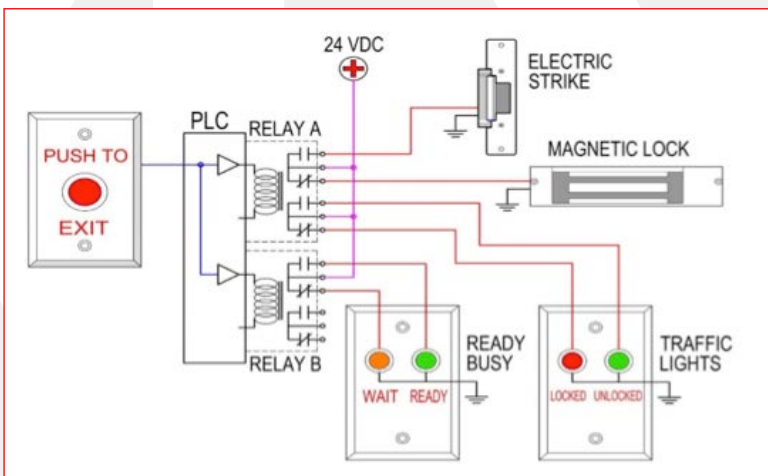 24 VDC
ELECTRIC
STRIKE
PLC
RELAY A
PUSH TO
EXIT
MAGNETIC LOCK
RELAY B
READY
BUSY
WAIT READY
TRAFFIC
LIGHTS
LOCKED UNLOCKED